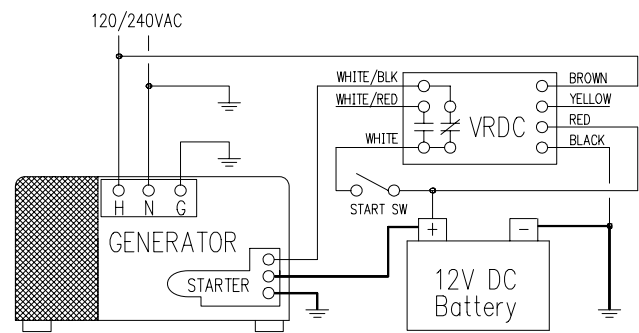 120/240VAC
WHITE/BLK
WHITE/RED
WHITE
VRDC
BROWN
YELLOW
RED
BLACK
START SW
H N G
GENERATOR
STARTER
+ -
12V DC
Battery